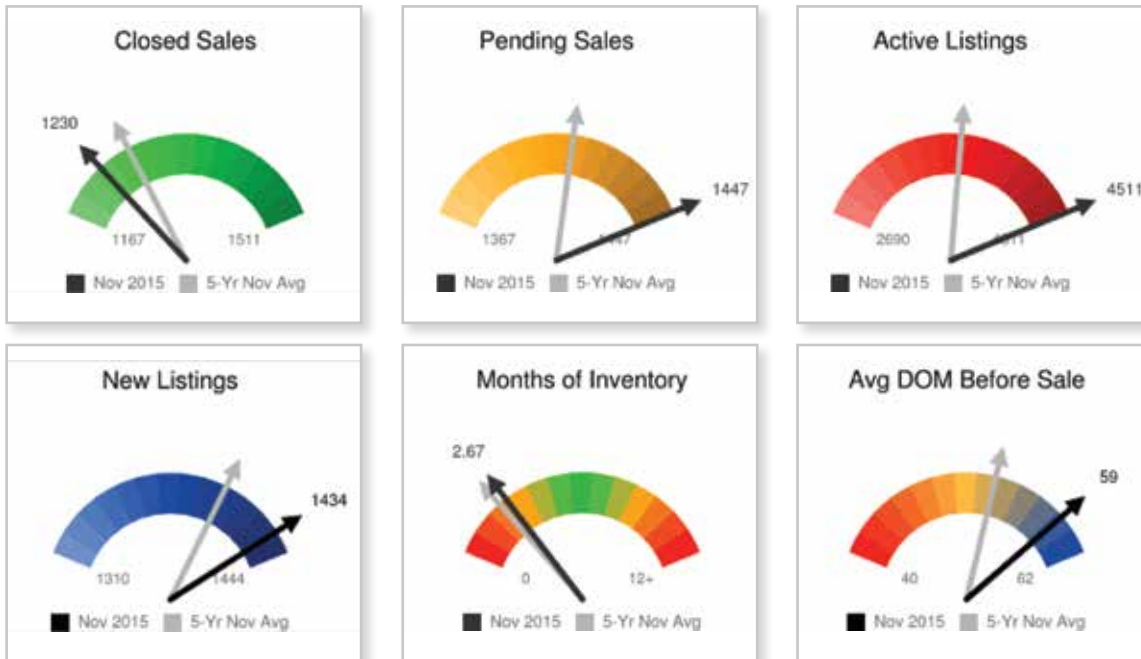 Closed Sales
1230
1167 1511
Nov 2015 5-Yr Nov Avg
Pending Sales
1447
1367
Nov 2015 5-Yr Nov Avg
Active Listings
4511
2690
Nov 2015 5-Yr Nov Avg
New Listings
1434
1310 1444
Nov 2015 5-Yr Nov Avg
Months of Inventory
2.67
0 12+
Nov 2015 5-Yr Nov Avg
Avg DOM Before Sale
59
40 62
Nov 2015 5-Yr Nov Avg